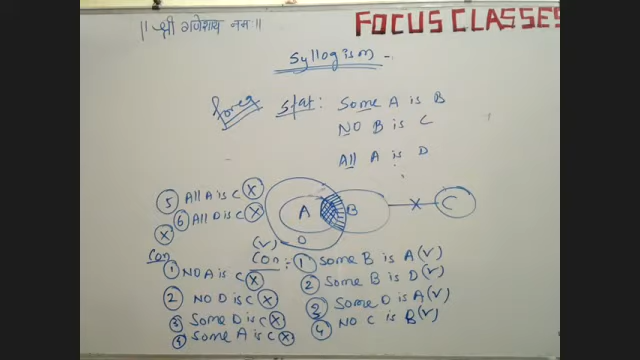 ॥ श्री गणेशाय नमः ॥
FOCUS CLASSES
Syllogism
Stat: Some A is B
NO B is C
All A is D
⑤ All A is C ⓧ
⑥ All D is C ⓧ
ⓧ
A B C
(✓) D
Con
① NO A is C ⓧ
② NO D is C ⓧ
③ Some D is C ⓧ
④ Some A is C ⓧ
Con: ① Some B is A (✓)
② Some B is D (✓)
③ Some D is A (✓)
④ NO C is B (✓)